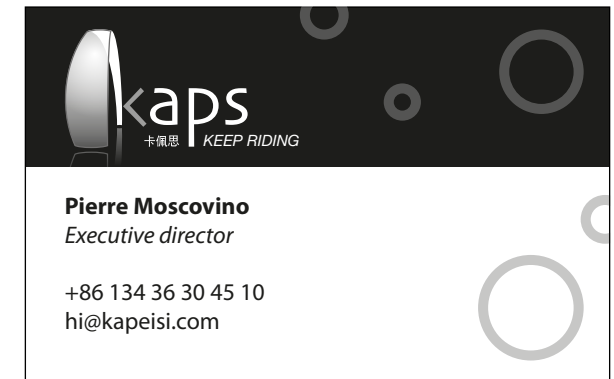 kaps
卡佩思 KEEP RIDING
Pierre Moscovino
Executive director
+86 134 36 30 45 10
hi@kapeisi.com